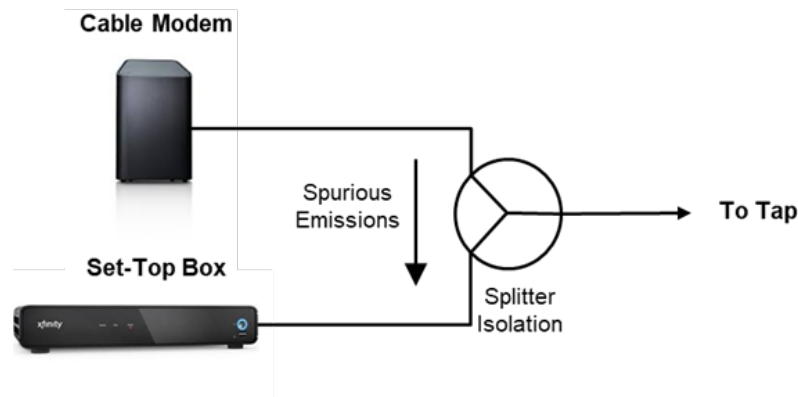 Cable Modem
Spurious
Emissions
To Tap
Set-Top Box
Splitter
Isolation
xfinity